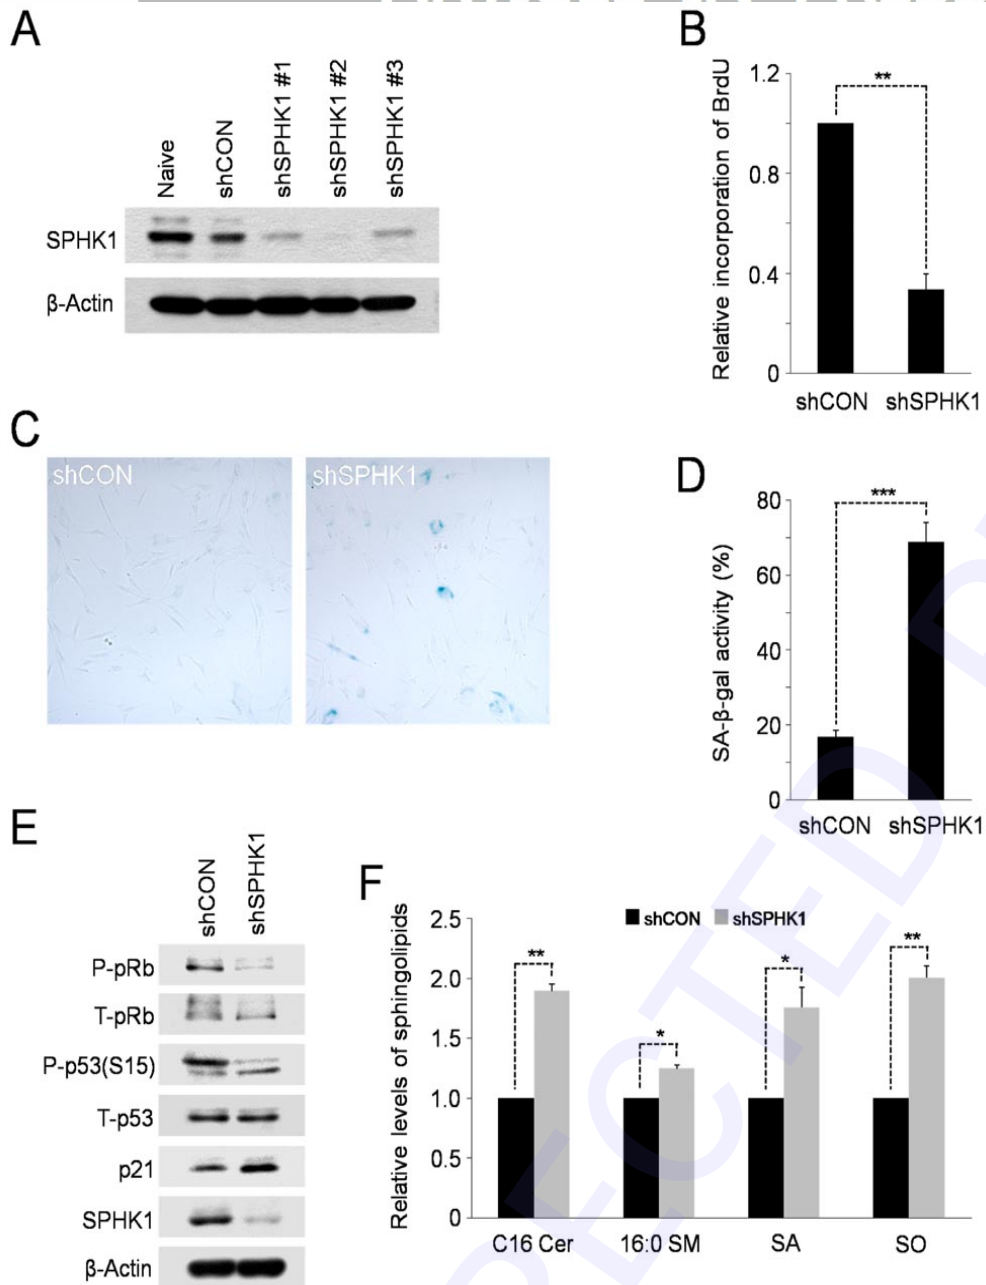 A
Naive
shCON
shSPHK1 #1
shSPHK1 #2
shSPHK1 #3
SPHK1
β-Actin
B
Relative incorporation of BrdU
1.2
0.8
0.4
0
**
shCON shSPHK1
C
shCON
shSPHK1
D
SA-β-gal activity (%)
80
60
40
20
0
***
shCON shSPHK1
E
shCON
shSPHK1
P-pRb
T-pRb
P-p53(S15)
T-p53
p21
SPHK1
β-Actin
F
Relative levels of sphingolipids
2.5
2.0
1.5
1.0
0.5
0
shCON shSPHK1
**
*
*
**
C16 Cer 16:0 SM SA SO